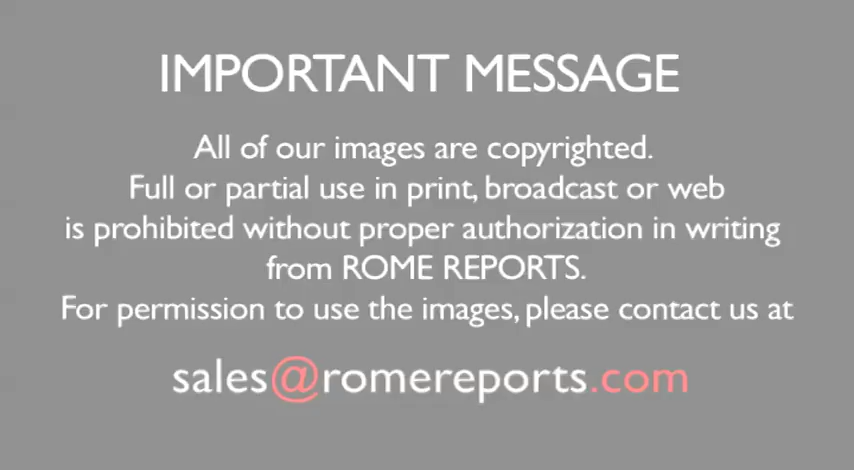 IMPORTANT MESSAGE
All of our images are copyrighted.
Full or partial use in print, broadcast or web
is prohibited without proper authorization in writing
from ROME REPORTS.
For permission to use the images, please contact us at
sales@romereports.com